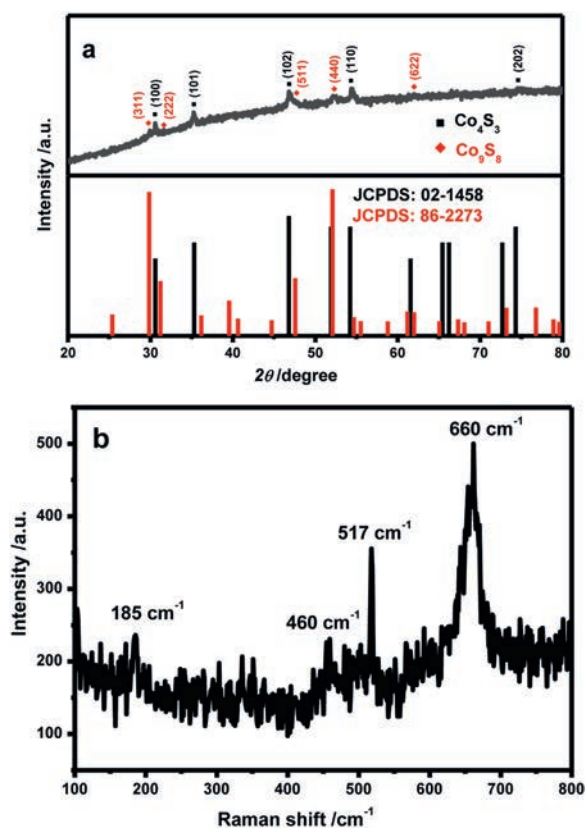 a
(311)
(100)
(222)
(101)
(102)
(511)
(440)
(110)
(622)
(202)
■ Co₄S₃
◆ Co₉S₈
JCPDS: 02-1458
JCPDS: 86-2273
Intensity /a.u.
20 30 40 50 60 70 80
2θ /degree
b
660 cm⁻¹
517 cm⁻¹
460 cm⁻¹
185 cm⁻¹
500
400
300
200
100
Intensity /a.u.
100 200 300 400 500 600 700 800
Raman shift /cm⁻¹